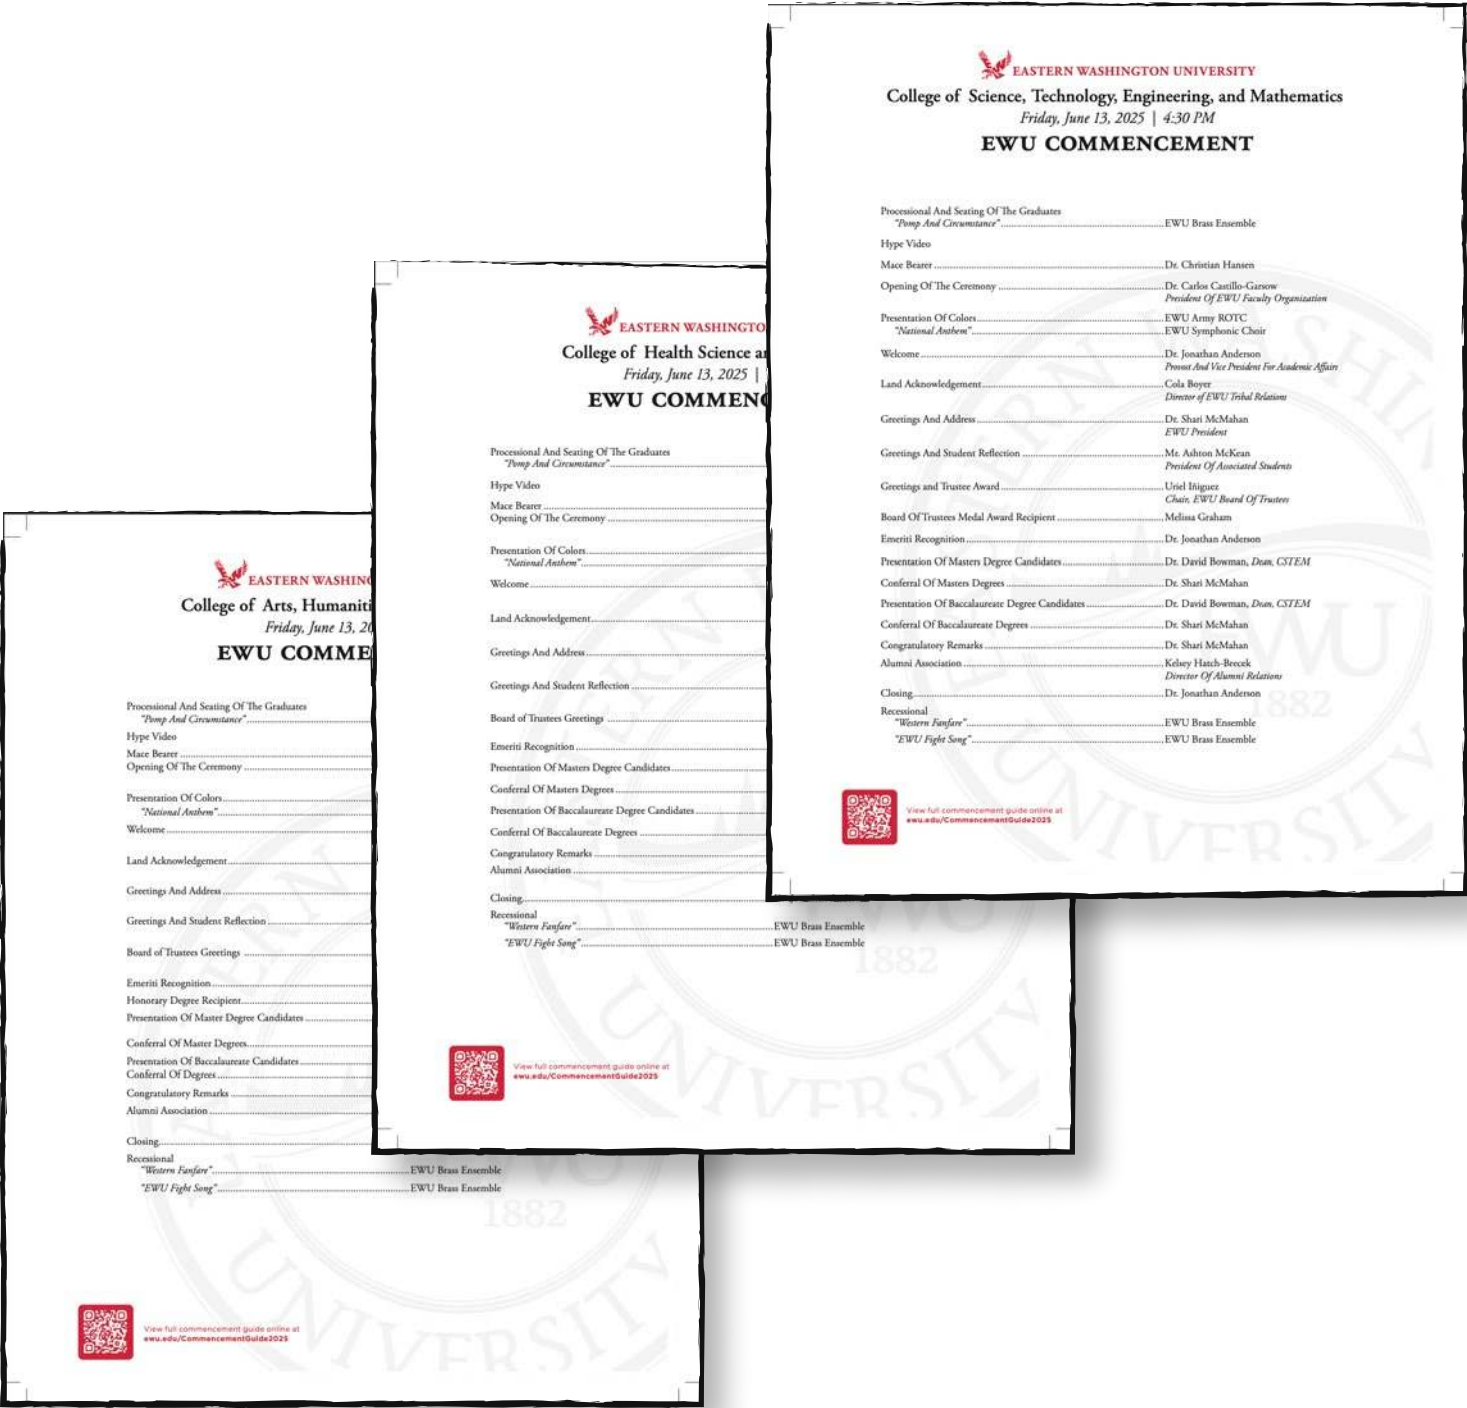 EASTERN WASHINGTON UNIVERSITY
College of Science, Technology, Engineering, and Mathematics
Friday, June 13, 2025 | 4:30 PM
EWU COMMENCEMENT
Processional And Seating Of The Graduates
"Pomp And Circumstance" EWU Brass Ensemble
Hype Video
Mace Bearer Dr. Christian Hansen
Opening Of The Ceremony Dr. Carlos Castillo-Garsow
President Of EWU Faculty Organization
Presentation Of Colors EWU Army ROTC
"National Anthem" EWU Symphonic Choir
Welcome Dr. Jonathan Anderson
Provost And Vice President For Academic Affairs
Land Acknowledgement Cola Boyer
Director of EWU Tribal Relations
Greetings And Address Dr. Shari McMahan
EWU President
Greetings And Student Reflection Mr. Ashton McKean
President Of Associated Students
Greetings and Trustee Award Uriel Iñiguez
Chair, EWU Board Of Trustees
Board Of Trustees Medal Award Recipient Melissa Graham
Emeriti Recognition Dr. Jonathan Anderson
Presentation Of Masters Degree Candidates Dr. David Bowman, Dean, CSTEM
Conferral Of Masters Degrees Dr. Shari McMahan
Presentation Of Baccalaureate Degree Candidates Dr. David Bowman, Dean, CSTEM
Conferral Of Baccalaureate Degrees Dr. Shari McMahan
Congratulatory Remarks Dr. Shari McMahan
Alumni Association Kelsey Hatch-Brecek
Director Of Alumni Relations
Closing Dr. Jonathan Anderson
Recessional
"Western Fanfare" EWU Brass Ensemble
"EWU Fight Song" EWU Brass Ensemble
View full commencement guide online at
ewu.edu/CommencementGuide2025
EWU
1882
UNIVERSITY
EASTERN WASHINGTO
College of Health Science a
Friday, June 13, 2025 |
EWU COMMENC
Processional And Seating Of The Graduates
"Pomp And Circumstance"
Hype Video
Mace Bearer
Opening Of The Ceremony
Presentation Of Colors
"National Anthem"
Welcome
Land Acknowledgement
Greetings And Address
Greetings And Student Reflection
Board of Trustees Greetings
Emeriti Recognition
Presentation Of Masters Degree Candidates
Conferral Of Masters Degrees
Presentation Of Baccalaureate Degree Candidates
Conferral Of Baccalaureate Degrees
Congratulatory Remarks
Alumni Association
Closing
Recessional
"Western Fanfare" EWU Brass Ensemble
"EWU Fight Song" EWU Brass Ensemble
View full commencement guide online at
ewu.edu/CommencementGuide2025
1882
UNIVERSITY
EASTERN WASHIN
College of Arts, Humaniti
Friday, June 13, 20
EWU COMME
Processional And Seating Of The Graduates
"Pomp And Circumstance"
Hype Video
Mace Bearer
Opening Of The Ceremony
Presentation Of Colors
"National Anthem"
Welcome
Land Acknowledgement
Greetings And Address
Greetings And Student Reflection
Board of Trustees Greetings
Emeriti Recognition
Honorary Degree Recipient
Presentation Of Master Degree Candidates
Conferral Of Master Degrees
Presentation Of Baccalaureate Candidates
Conferral Of Degrees
Congratulatory Remarks
Alumni Association
Closing
Recessional
"Western Fanfare" EWU Brass Ensemble
"EWU Fight Song" EWU Brass Ensemble
View full commencement guide online at
ewu.edu/CommencementGuide2025
1882
UNIVERSITY